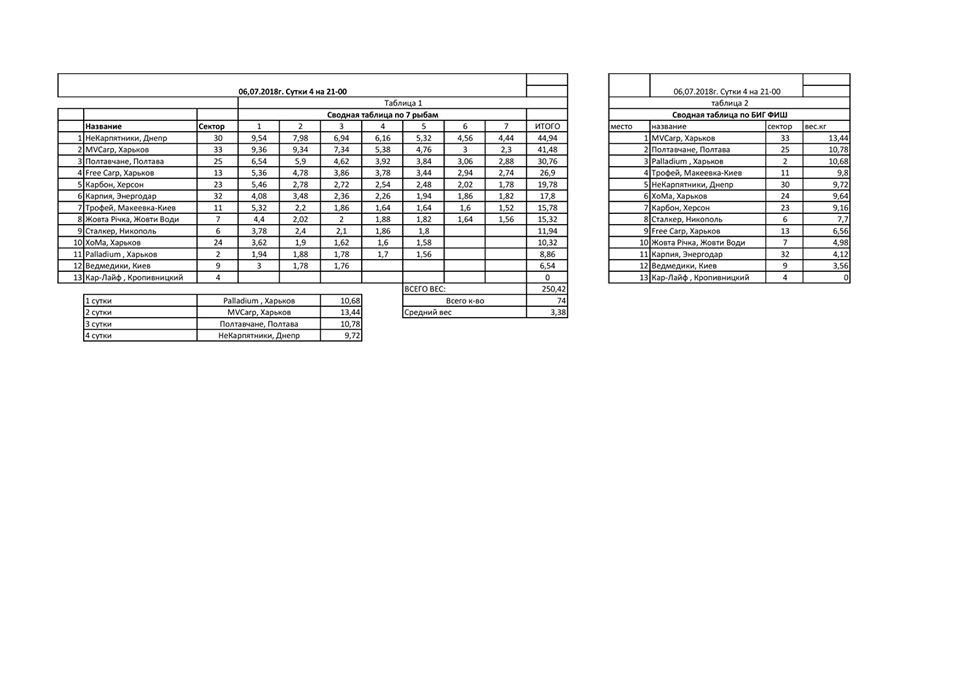 06,07.2018г. Сутки 4 на 21-00
Таблица 1
Сводная таблица по 7 рыбам
Название Сектор 1 2 3 4 5 6 7 ИТОГО
1 НеКарпятники, Днепр 30 9,54 7,98 6,94 6,16 5,32 4,56 4,44 44,94
2 MVCarp, Харьков 33 9,36 9,34 7,34 5,38 4,76 3 2,3 41,48
3 Полтавчане, Полтава 25 6,54 5,9 4,62 3,92 3,84 3,06 2,88 30,76
4 Free Carp, Харьков 13 5,36 4,78 3,86 3,78 3,44 2,94 2,74 26,9
5 Карбон, Херсон 23 5,46 2,78 2,72 2,54 2,48 2,02 1,78 19,78
6 Карпия, Энергодар 32 4,08 3,48 2,36 2,26 1,94 1,86 1,82 17,8
7 Трофей, Макеевка-Киев 11 5,32 2,2 1,86 1,64 1,64 1,6 1,52 15,78
8 Жовта Річка, Жовти Води 7 4,4 2,02 2 1,88 1,82 1,64 1,56 15,32
9 Сталкер, Никополь 6 3,78 2,4 2,1 1,86 1,8 11,94
10 ХоМа, Харьков 24 3,62 1,9 1,62 1,6 1,58 10,32
11 Palladium , Харьков 2 1,94 1,88 1,78 1,7 1,56 8,86
12 Ведмедики, Киев 9 3 1,78 1,76 6,54
13 Кар-Лайф , Кропивницкий 4 0
ВСЕГО ВЕС: 250,42
Всего к-во 74
Средний вес 3,38
1 сутки Palladium , Харьков 10,68
2 сутки MVCarp, Харьков 13,44
3 сутки Полтавчане, Полтава 10,78
4 сутки НеКарпятники, Днепр 9,72
06,07.2018г. Сутки 4 на 21-00
таблица 2
Сводная таблица по БИГ ФИШ
место название сектор вес.кг
1 MVCarp, Харьков 33 13,44
2 Полтавчане, Полтава 25 10,78
3 Palladium , Харьков 2 10,68
4 Трофей, Макеевка-Киев 11 9,8
5 НеКарпятники, Днепр 30 9,72
6 ХоМа, Харьков 24 9,64
7 Карбон, Херсон 23 9,16
8 Сталкер, Никополь 6 7,7
9 Free Carp, Харьков 13 6,56
10 Жовта Річка, Жовти Води 7 4,98
11 Карпия, Энергодар 32 4,12
12 Ведмедики, Киев 9 3,56
13 Кар-Лайф , Кропивницкий 4 0